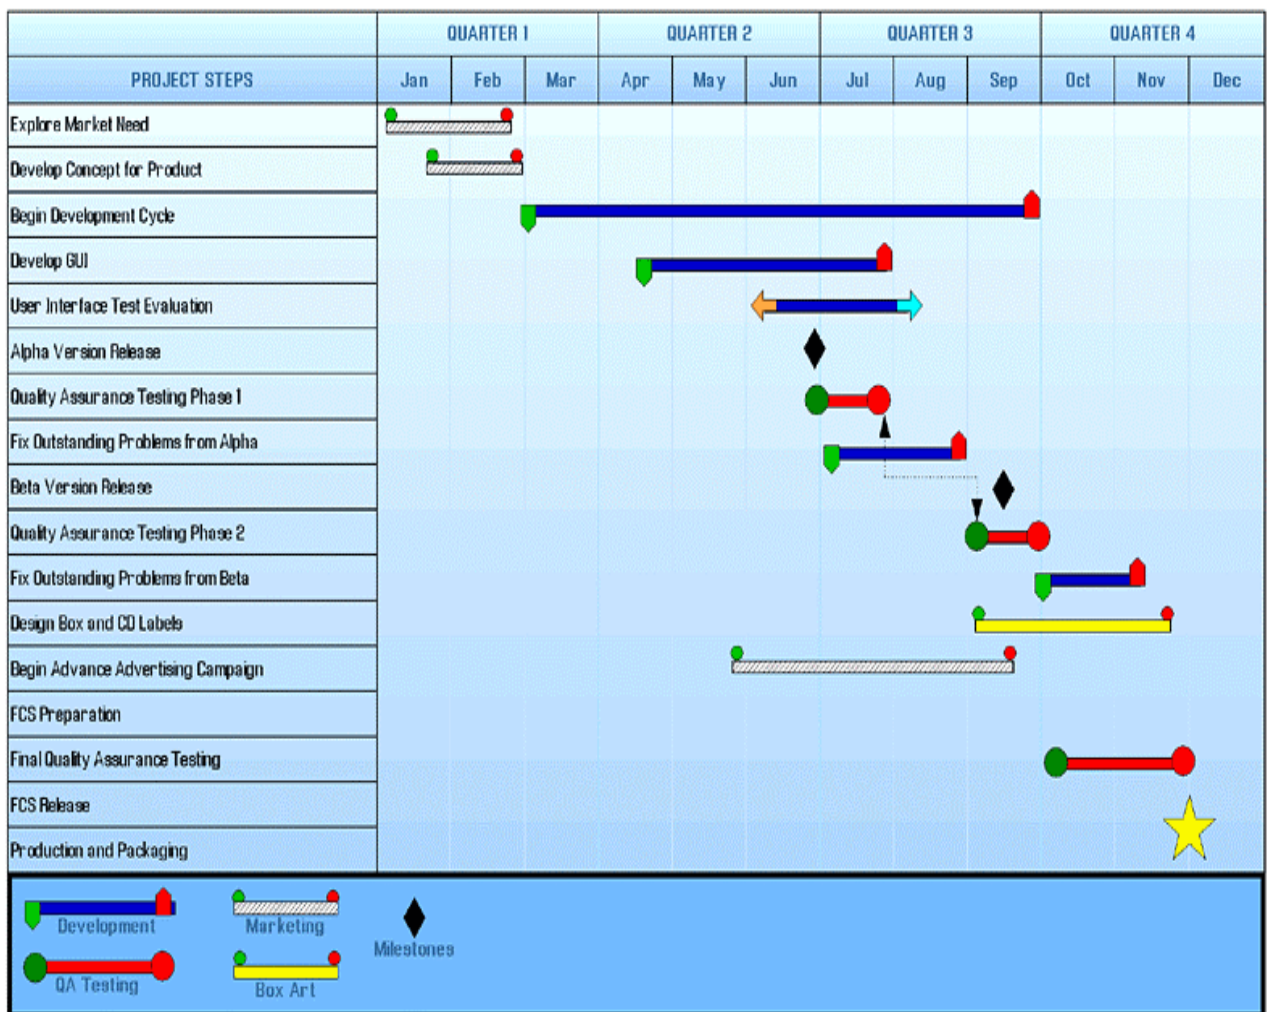 QUARTER 1 QUARTER 2 QUARTER 3 QUARTER 4
PROJECT STEPS Jan Feb Mar Apr May Jun Jul Aug Sep Oct Nov Dec
Explore Market Need
Develop Concept for Product
Begin Development Cycle
Develop GUI
User Interface Test Evaluation
Alpha Version Release
Quality Assurance Testing Phase 1
Fix Outstanding Problems from Alpha
Beta Version Release
Quality Assurance Testing Phase 2
Fix Outstanding Problems from Beta
Design Box and CD Labels
Begin Advance Advertising Campaign
FCS Preparation
Final Quality Assurance Testing
FCS Release
Production and Packaging
Development Marketing Milestones
QA Testing Box Art